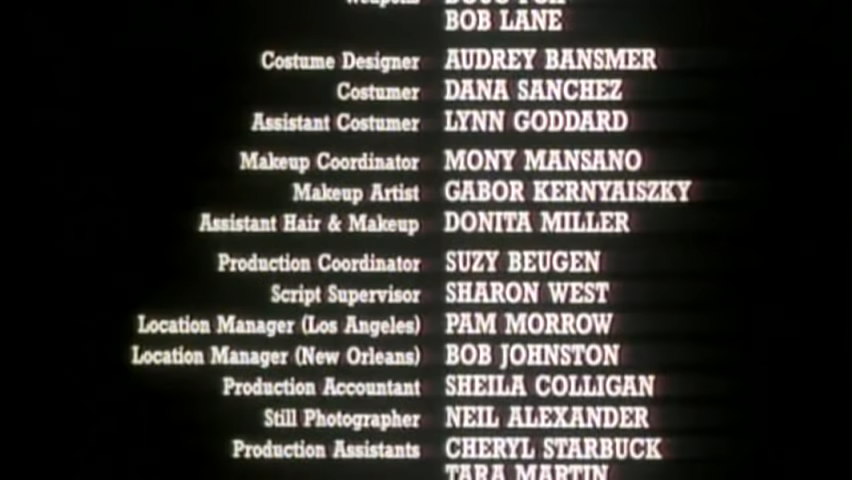 BOB LANE
Costume Designer AUDREY BANSMER
Costumer DANA SANCHEZ
Assistant Costumer LYNN GODDARD
Makeup Coordinator MONY MANSANO
Makeup Artist GABOR KERNYAISZKY
Assistant Hair & Makeup DONITA MILLER
Production Coordinator SUZY BEUGEN
Script Supervisor SHARON WEST
Location Manager (Los Angeles) PAM MORROW
Location Manager (New Orleans) BOB JOHNSTON
Production Accountant SHEILA COLLIGAN
Still Photographer NEIL ALEXANDER
Production Assistants CHERYL STARBUCK
TARA MARTIN